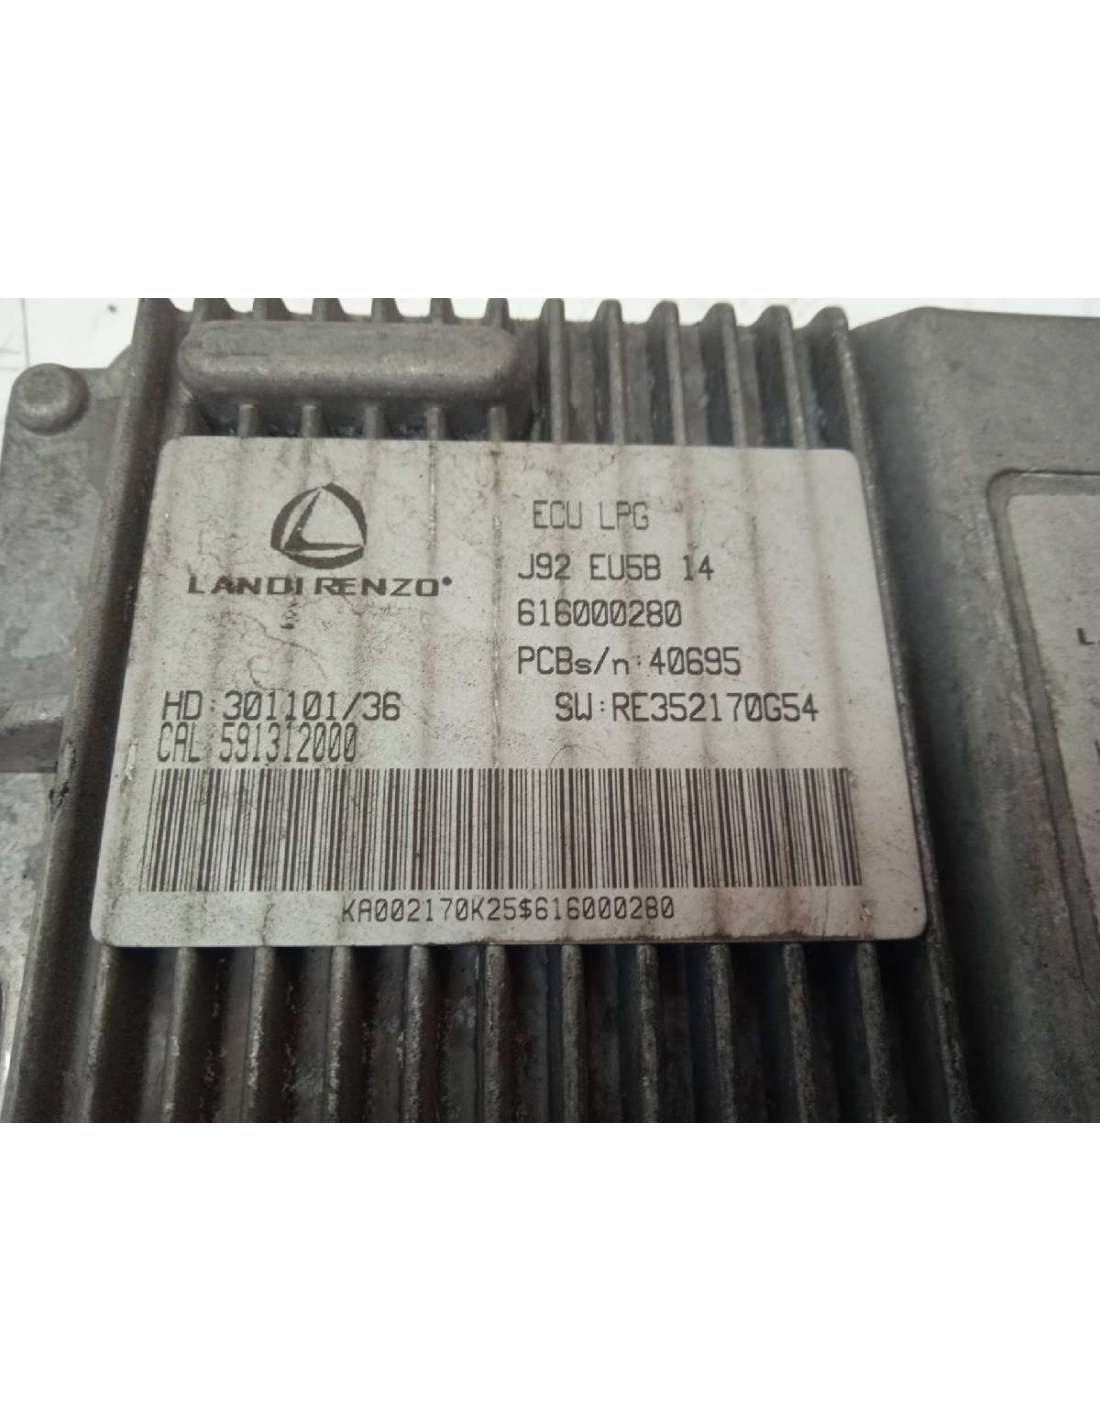 LANDI RENZO®
ECU LPG
J92 EU5B 14
616000280
PCBs/n:40695
HD:301101/36 SW:RE352170G54
CAL:591312000
KA002170K25$616000280